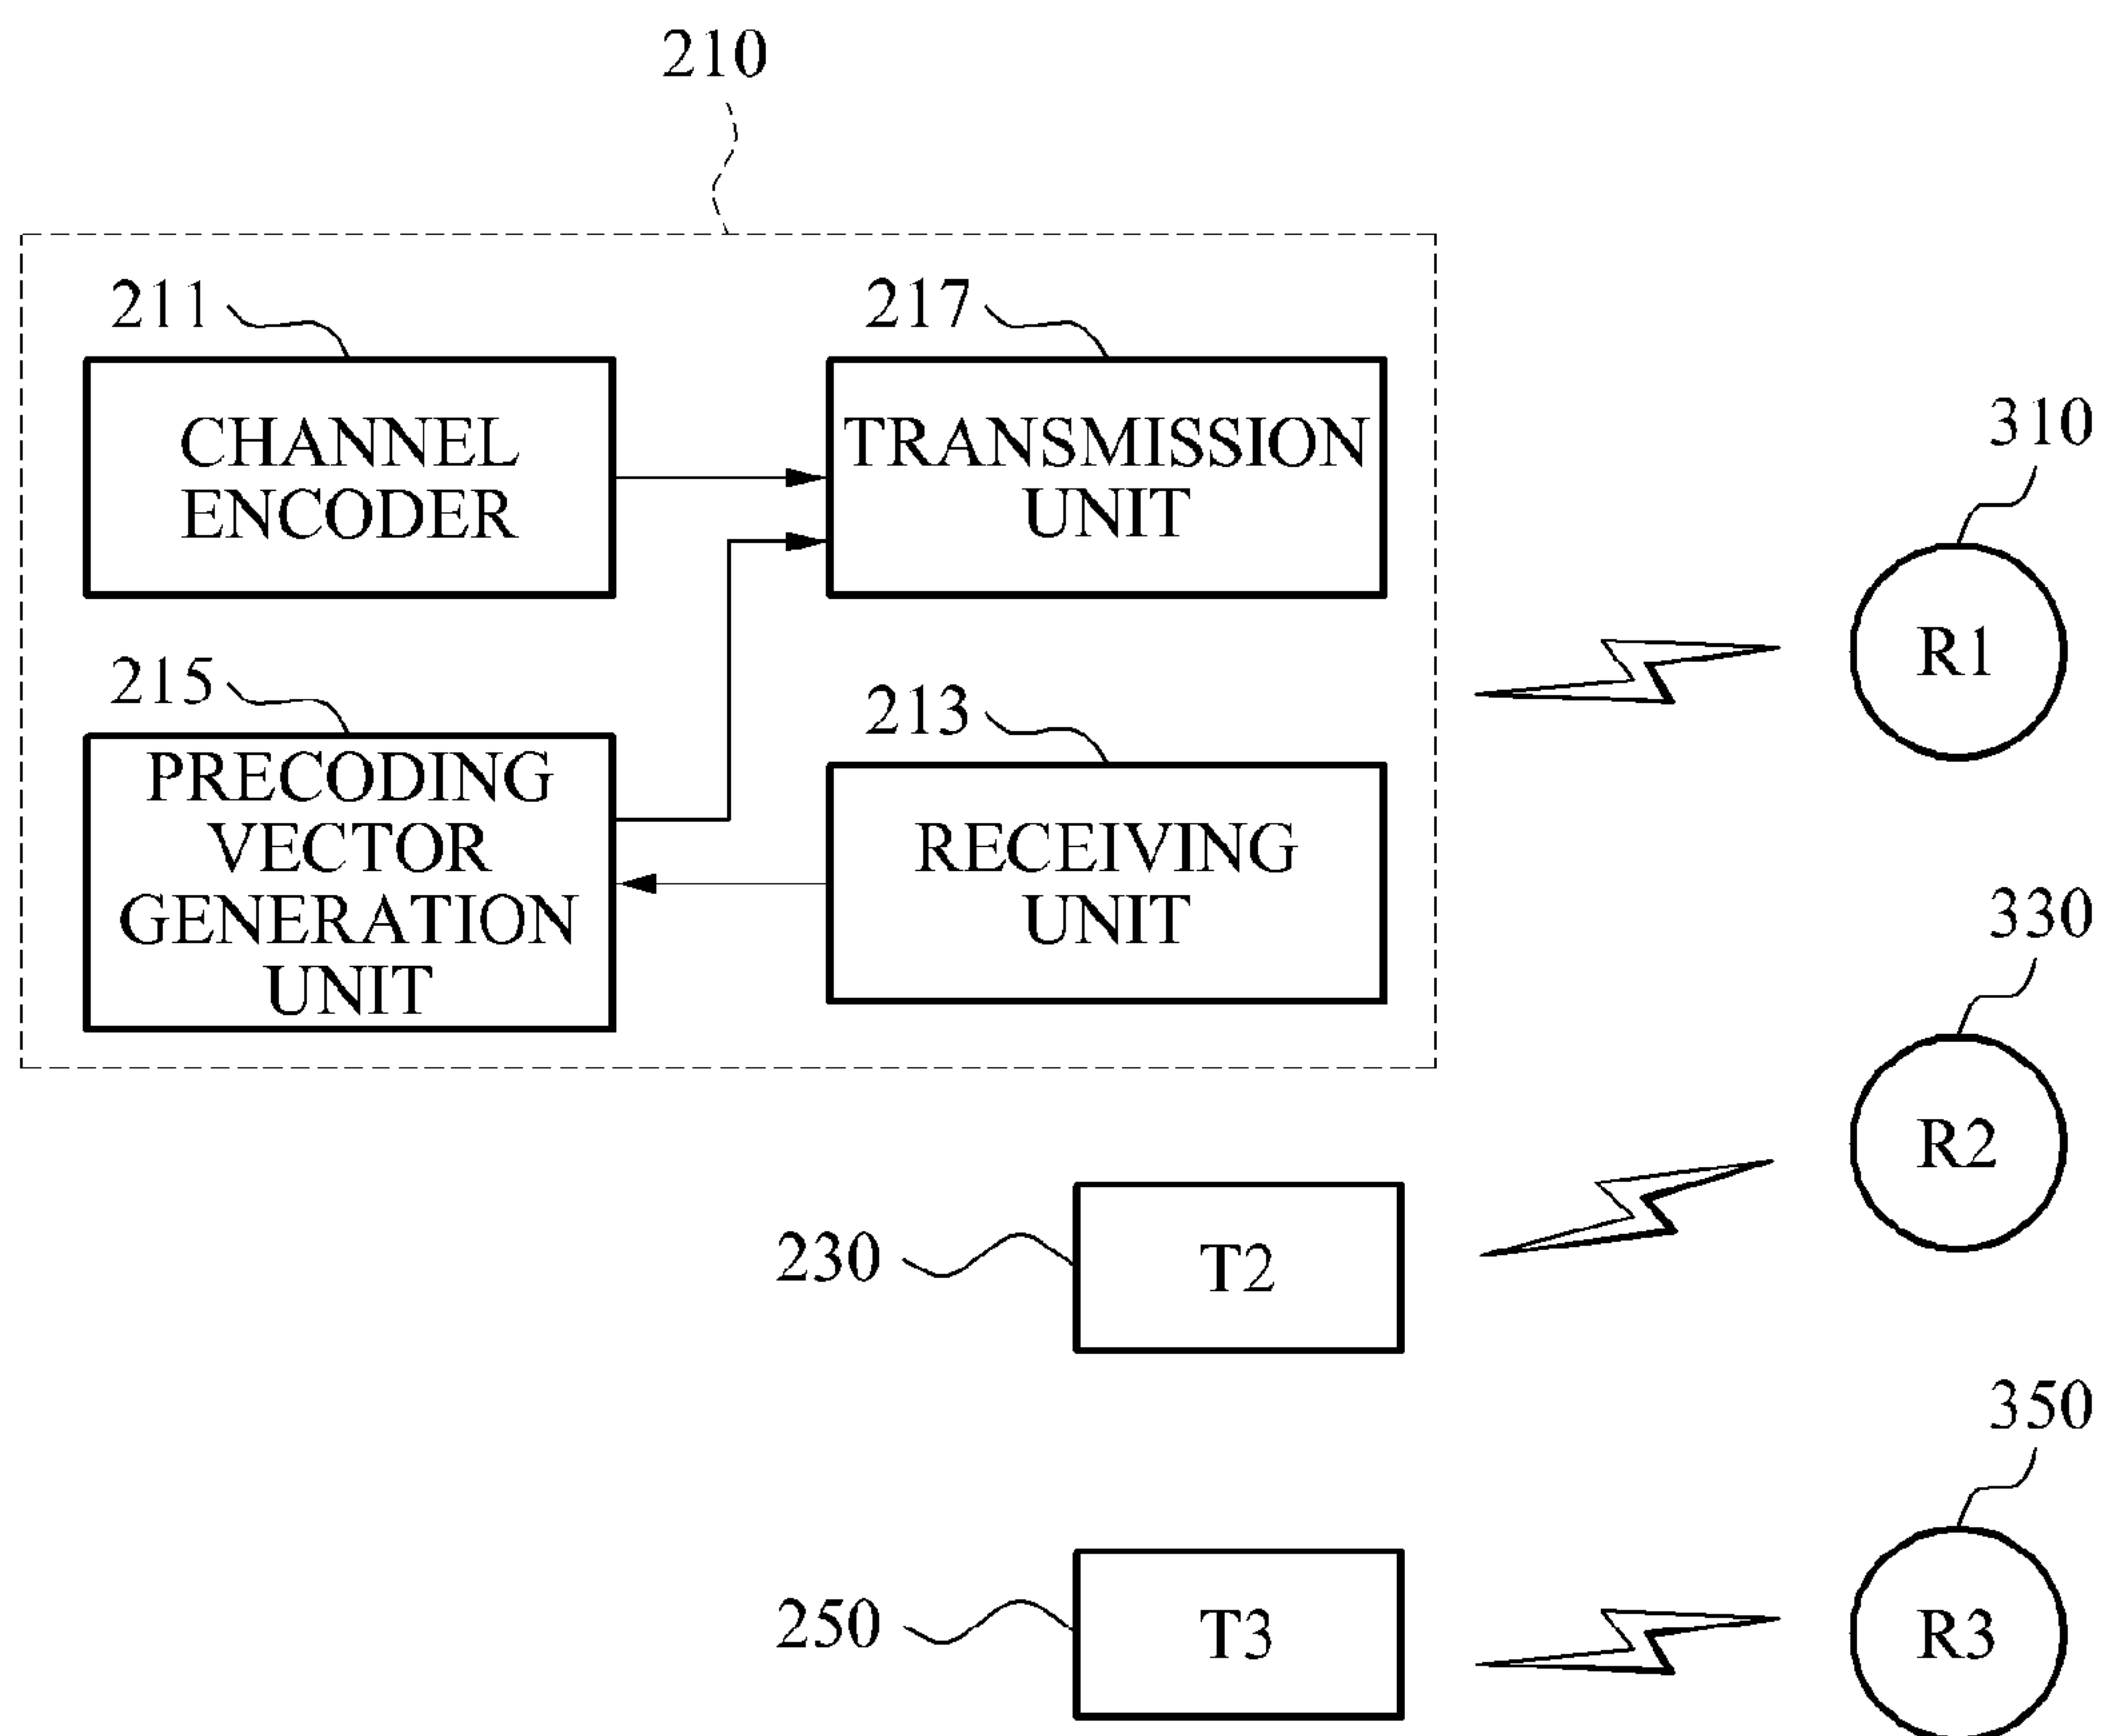 210
211
217
CHANNEL
ENCODER
TRANSMISSION
UNIT
310
R1
215
213
PRECODING
VECTOR
GENERATION
UNIT
RECEIVING
UNIT
330
R2
230
T2
350
250
T3
R3